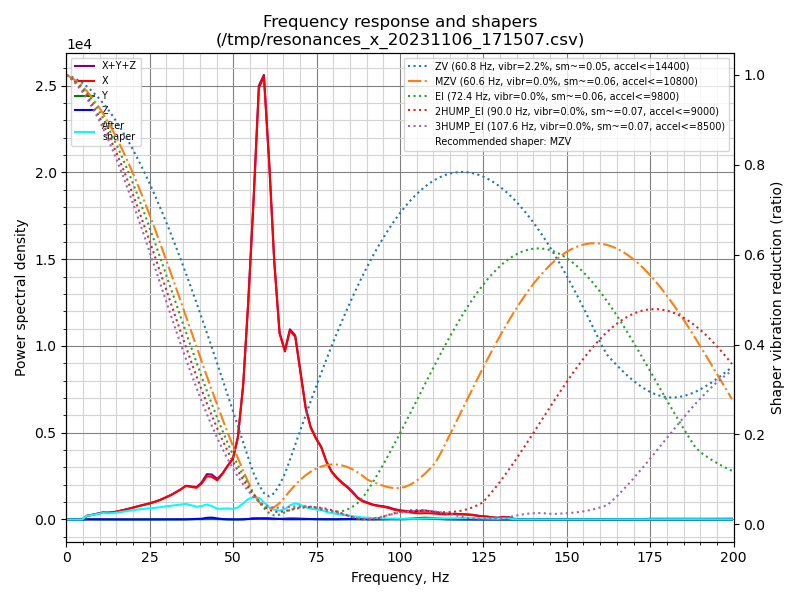 Frequency response and shapers
(/tmp/resonances_x_20231106_171507.csv)
1e4
X+Y+Z
X
Y
Z
After
shaper
ZV (60.8 Hz, vibr=2.2%, sm~=0.05, accel<=14400)
MZV (60.6 Hz, vibr=0.0%, sm~=0.06, accel<=10800)
EI (72.4 Hz, vibr=0.0%, sm~=0.06, accel<=9800)
2HUMP_EI (90.0 Hz, vibr=0.0%, sm~=0.07, accel<=9000)
3HUMP_EI (107.6 Hz, vibr=0.0%, sm~=0.07, accel<=8500)
Recommended shaper: MZV
Power spectral density
2.5
2.0
1.5
1.0
0.5
0.0
1.0
0.8
0.6
0.4
0.2
0.0
Shaper vibration reduction (ratio)
0 25 50 75 100 125 150 175 200
Frequency, Hz